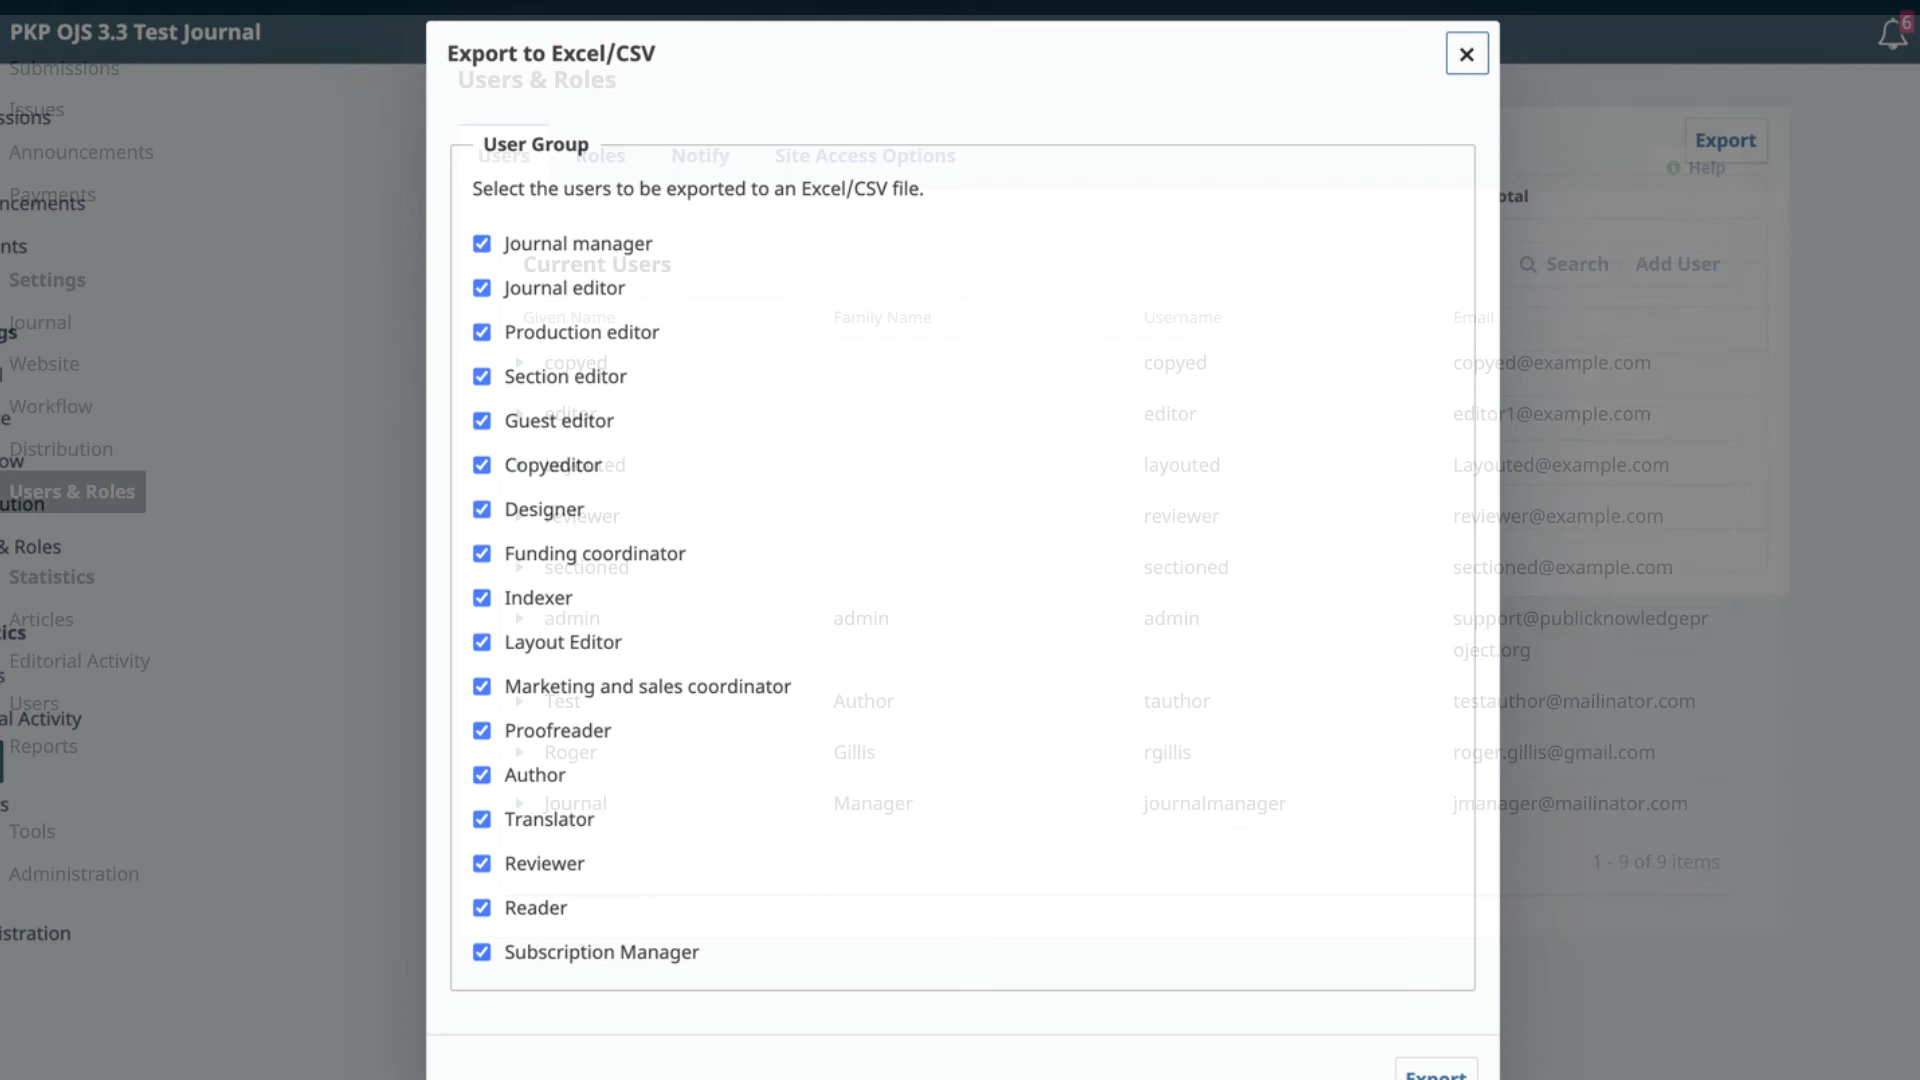 PKP OJS 3.3 Test Journal
6
Submissions
Issues
ssions
Announcements
Payments
ncements
nts
Settings
Journal
gs
Website
Workflow
Distribution
ow
Users & Roles
ution
& Roles
Statistics
Articles
tics
Editorial Activity
Users
al Activity
Reports
Tools
Administration
istration
Export to Excel/CSV
Users & Roles
User Group
Users
Roles
Notify
Site Access Options
Select the users to be exported to an Excel/CSV file.
Journal manager
Current Users
Journal editor
Given Name
Family Name
Username
Email
Production editor
copyed
copyed
copyed@example.com
Section editor
editor
editor
editor1@example.com
Guest editor
Copyeditor
layouted
Layouted@example.com
Designer
reviewer
reviewer
reviewer@example.com
Funding coordinator
sectioned
sectioned
sectioned@example.com
Indexer
admin
admin
admin
support@publicknowledgepr
oject.org
Layout Editor
Marketing and sales coordinator
Test
Author
tauthor
testauthor@mailinator.com
Proofreader
Roger
Gillis
rgillis
roger.gillis@gmail.com
Author
Journal
Manager
journalmanager
jmanager@mailinator.com
Translator
Reviewer
Reader
Subscription Manager
Export
Help
otal
Search
Add User
1 - 9 of 9 items
Export